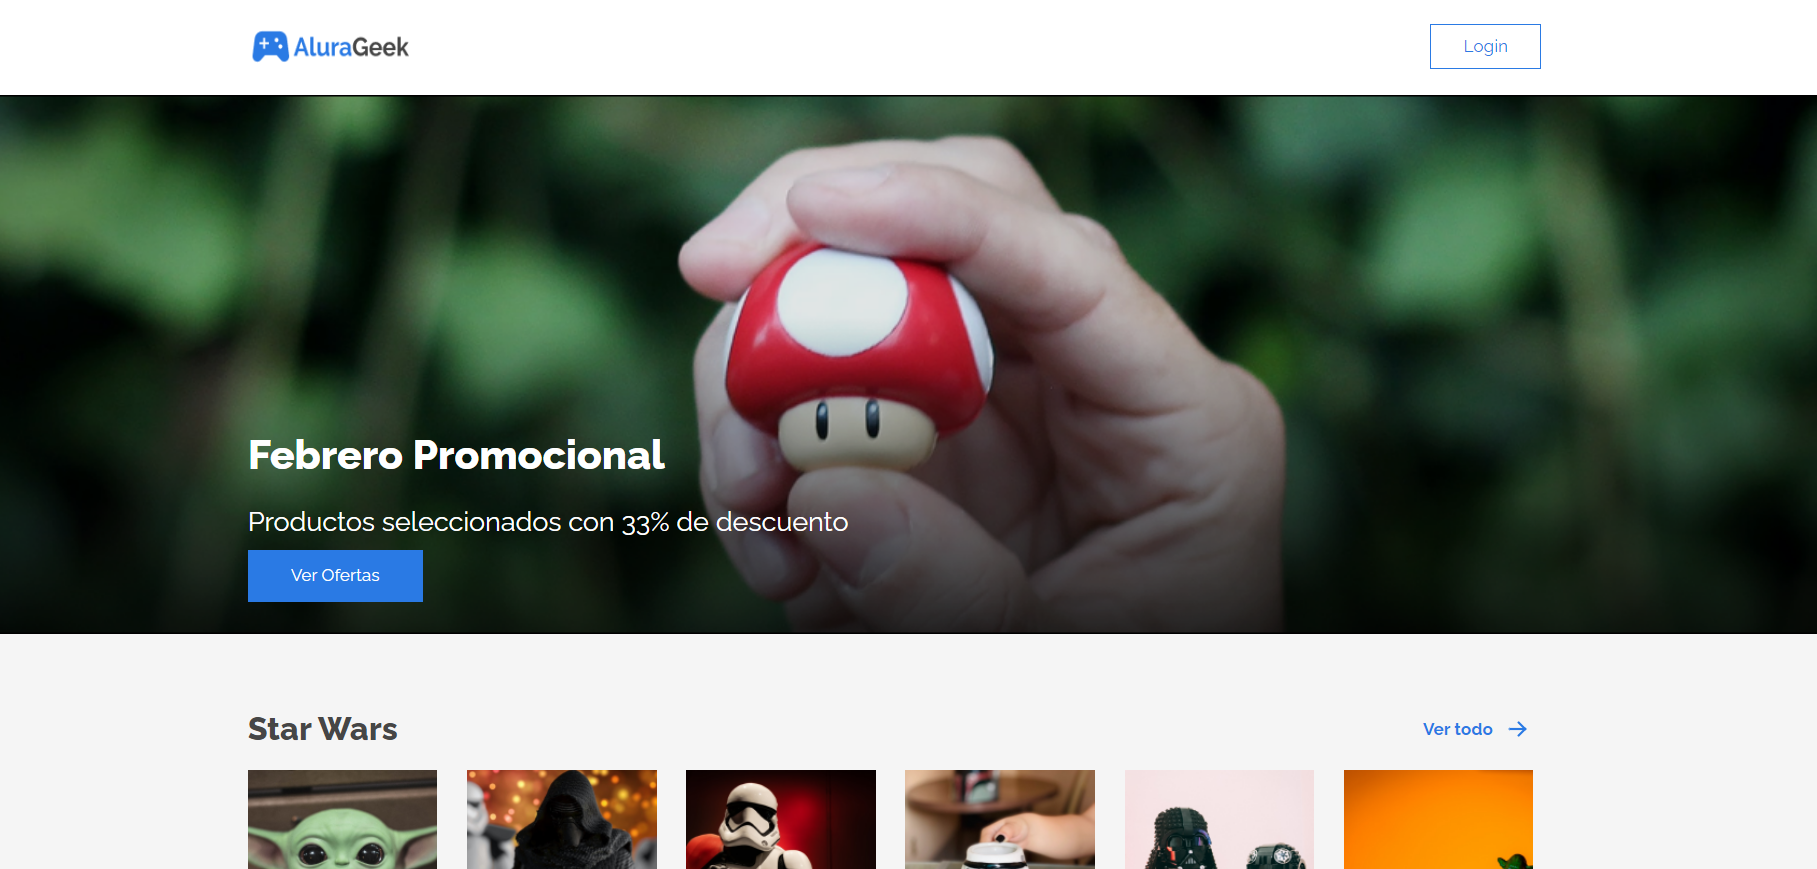 AluraGeek
Login
Febrero Promocional
Productos seleccionados con 33% de descuento
Ver Ofertas
Star Wars
Ver todo